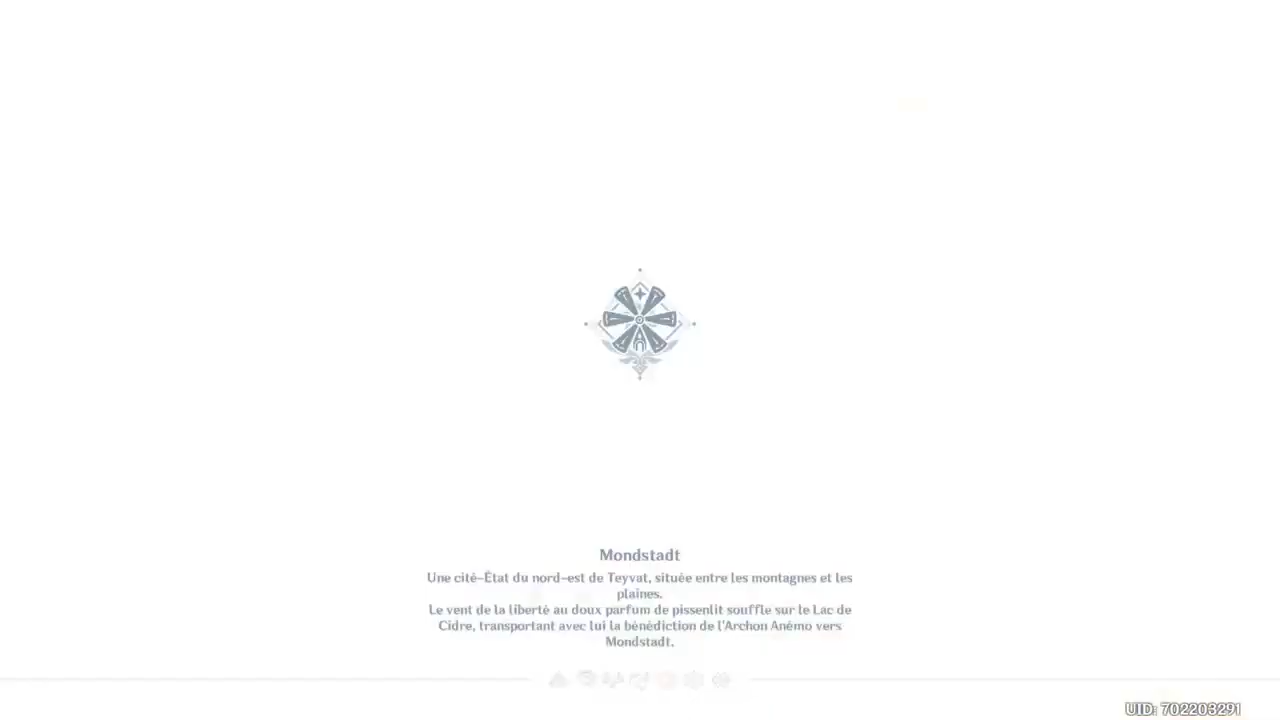 Mondstadt
Une cité-État du nord-est de Teyvat, située entre les montagnes et les
plaines.
Le vent de la liberté au doux parfum de pissenlit souffle sur le Lac de
Cidre, transportant avec lui la bénédiction de l'Archon Anémo vers
Mondstadt.
UID: 702203291